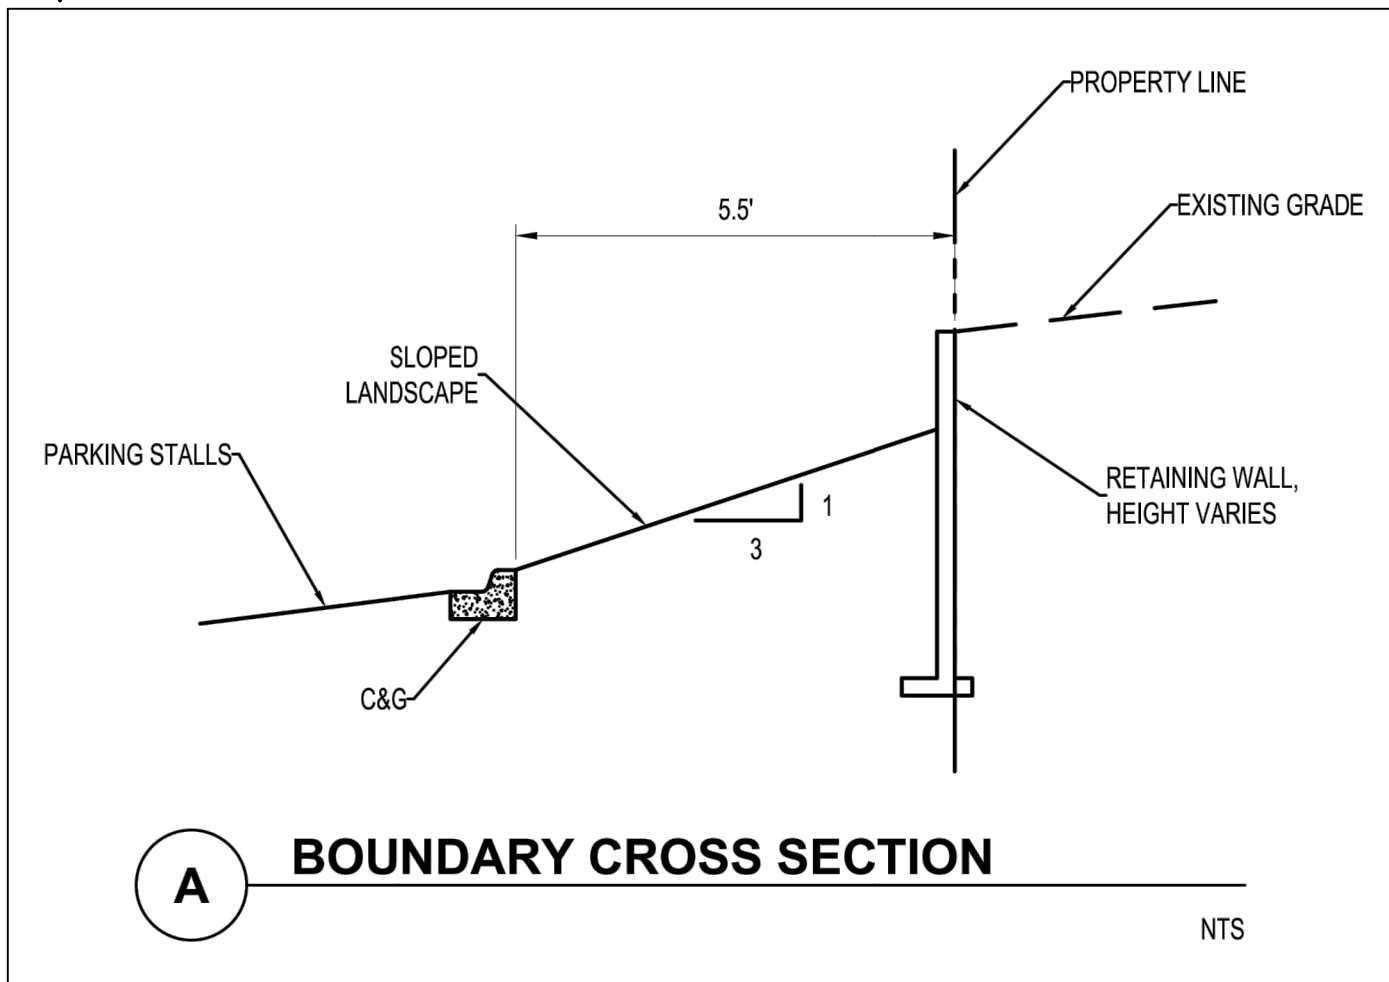 PROPERTY LINE
5.5'
EXISTING GRADE
SLOPED
LANDSCAPE
PARKING STALLS
RETAINING WALL,
HEIGHT VARIES
1
3
C&G
A
BOUNDARY CROSS SECTION
NTS